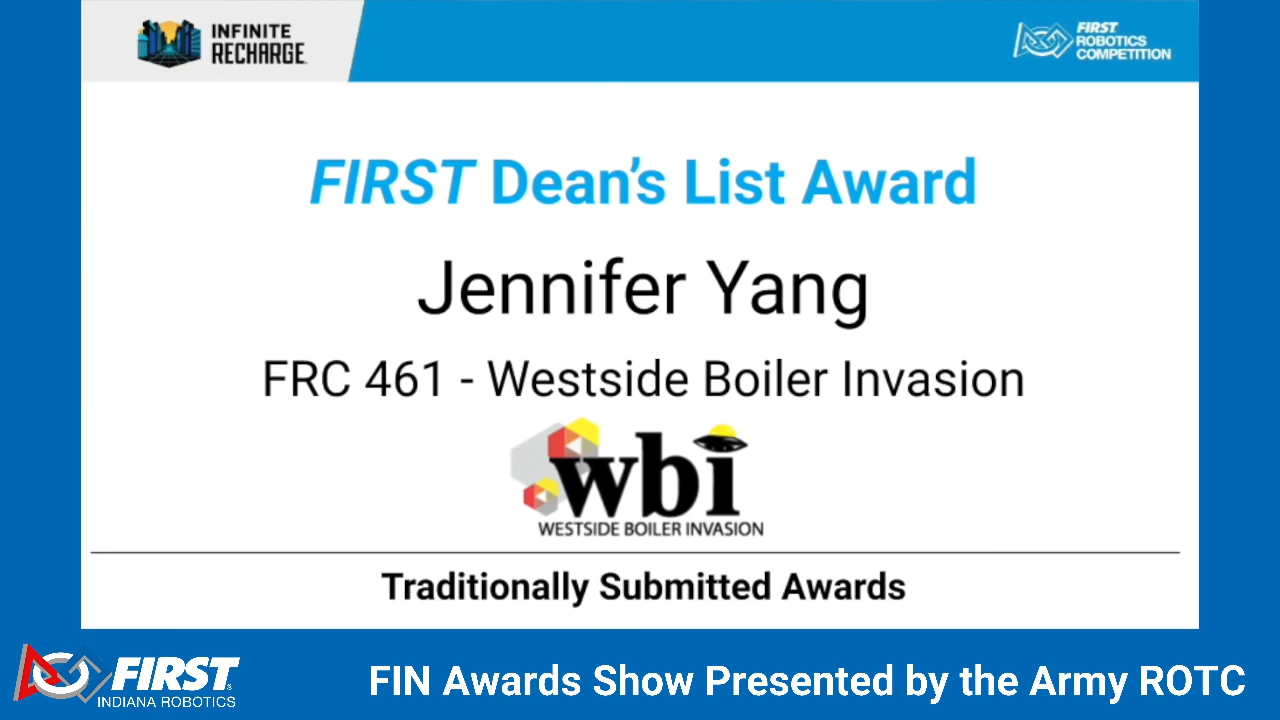 INFINITE
RECHARGE
FIRST
ROBOTICS
COMPETITION
FIRST Dean's List Award
Jennifer Yang
FRC 461 - Westside Boiler Invasion
wbi
WESTSIDE BOILER INVASION
Traditionally Submitted Awards
FIRST
INDIANA ROBOTICS
FIN Awards Show Presented by the Army ROTC